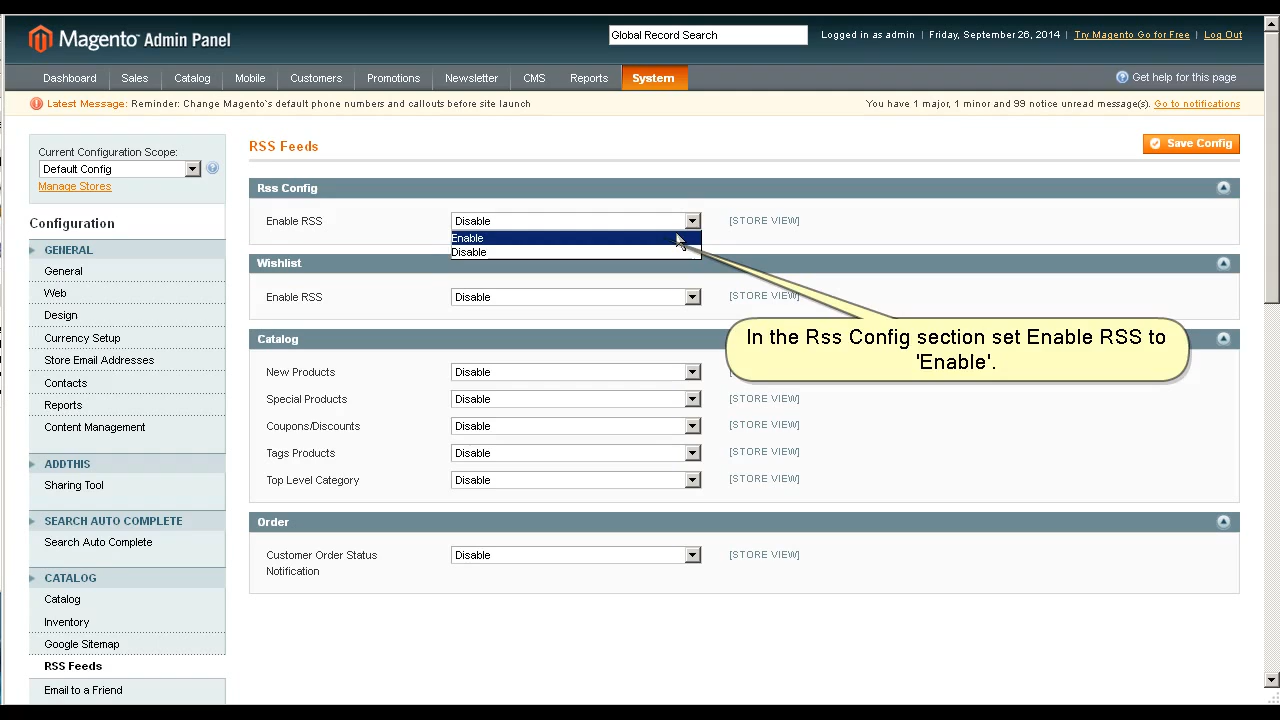 Magento Admin Panel
Global Record Search
Logged in as admin | Friday, September 26, 2014 | Try Magento Go for Free | Log Out
Dashboard Sales Catalog Mobile Customers Promotions Newsletter CMS Reports System
Get help for this page
Latest Message: Reminder: Change Magento's default phone numbers and callouts before site launch
You have 1 major, 1 minor and 99 notice unread message(s). Go to notifications
Current Configuration Scope:
Default Config
Manage Stores
Configuration
GENERAL
General
Web
Design
Currency Setup
Store Email Addresses
Contacts
Reports
Content Management
ADDTHIS
Sharing Tool
SEARCH AUTO COMPLETE
Search Auto Complete
CATALOG
Catalog
Inventory
Google Sitemap
RSS Feeds
Email to a Friend
RSS Feeds
Save Config
Rss Config
Enable RSS Disable [STORE VIEW]
Enable
Disable
Wishlist
Enable RSS Disable [STORE VIEW]
In the Rss Config section set Enable RSS to
'Enable'.
Catalog
New Products Disable
Special Products Disable [STORE VIEW]
Coupons/Discounts Disable [STORE VIEW]
Tags Products Disable [STORE VIEW]
Top Level Category Disable [STORE VIEW]
Order
Customer Order Status Disable [STORE VIEW]
Notification